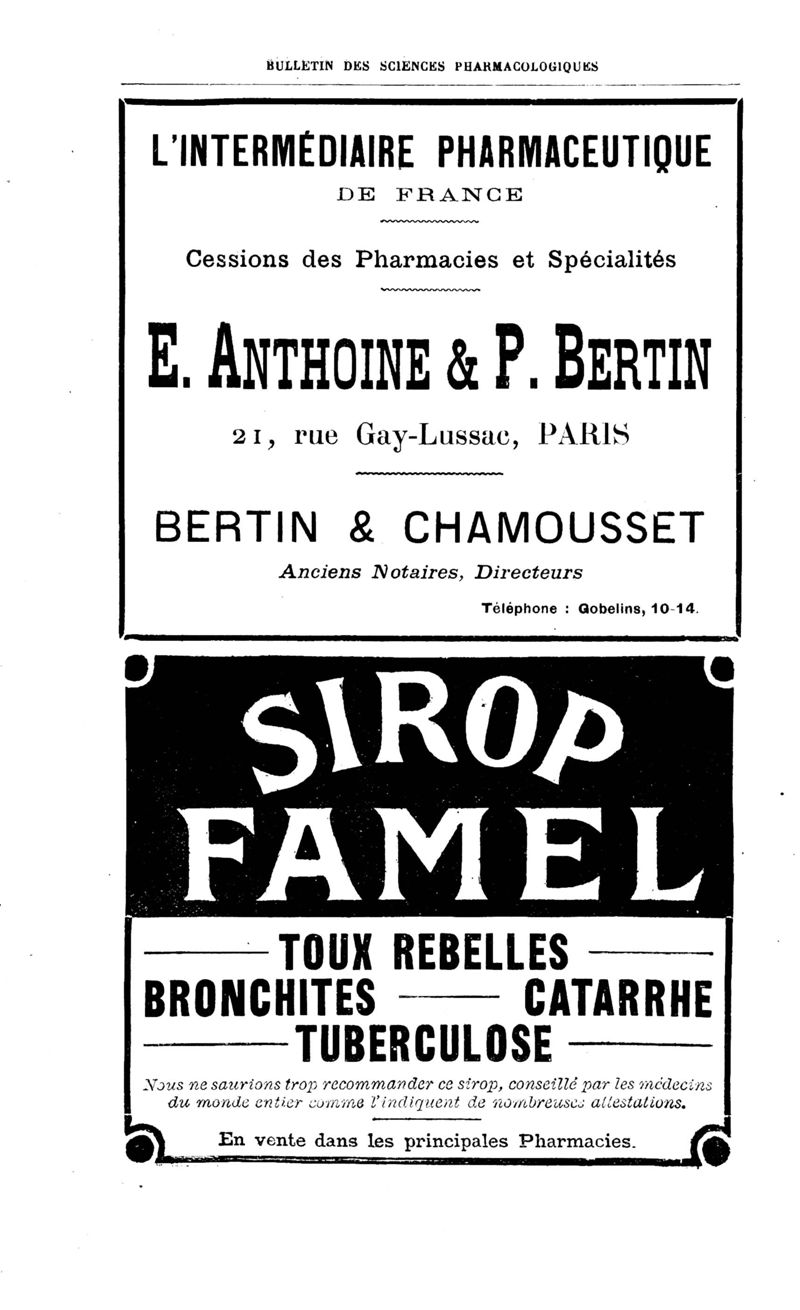 BULLETIN DES SCIENCES PHARMACOLOGIQUES
L'INTERMÉDIAIRE PHARMACEUTIQUE
DE FRANCE
Cessions des Pharmacies et Spécialités
E. ANTHOINE & P. BERTIN
21, rue Gay-Lussac, PARIS
BERTIN & CHAMOUSSET
Anciens Notaires, Directeurs
Téléphone : Gobelins, 10-14.
SIROP
FAMEL
TOUX REBELLES
BRONCHITES — CATARRHE
TUBERCULOSE
Nous ne saurions trop recommander ce sirop, conseillé par les médecins
du monde entier comme l'indiquent de nombreuses attestations.
En vente dans les principales Pharmacies.